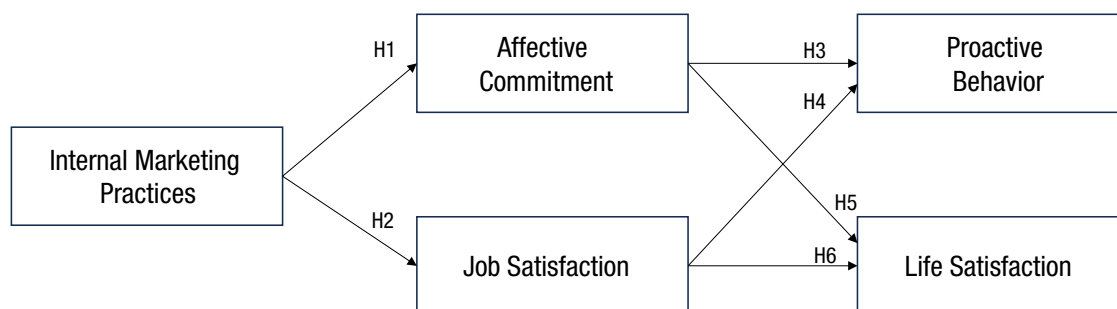 H1
Affective
Commitment
H3
Proactive
Behavior
H4
Internal Marketing
Practices
H2
Job Satisfaction
H5
H6
Life Satisfaction